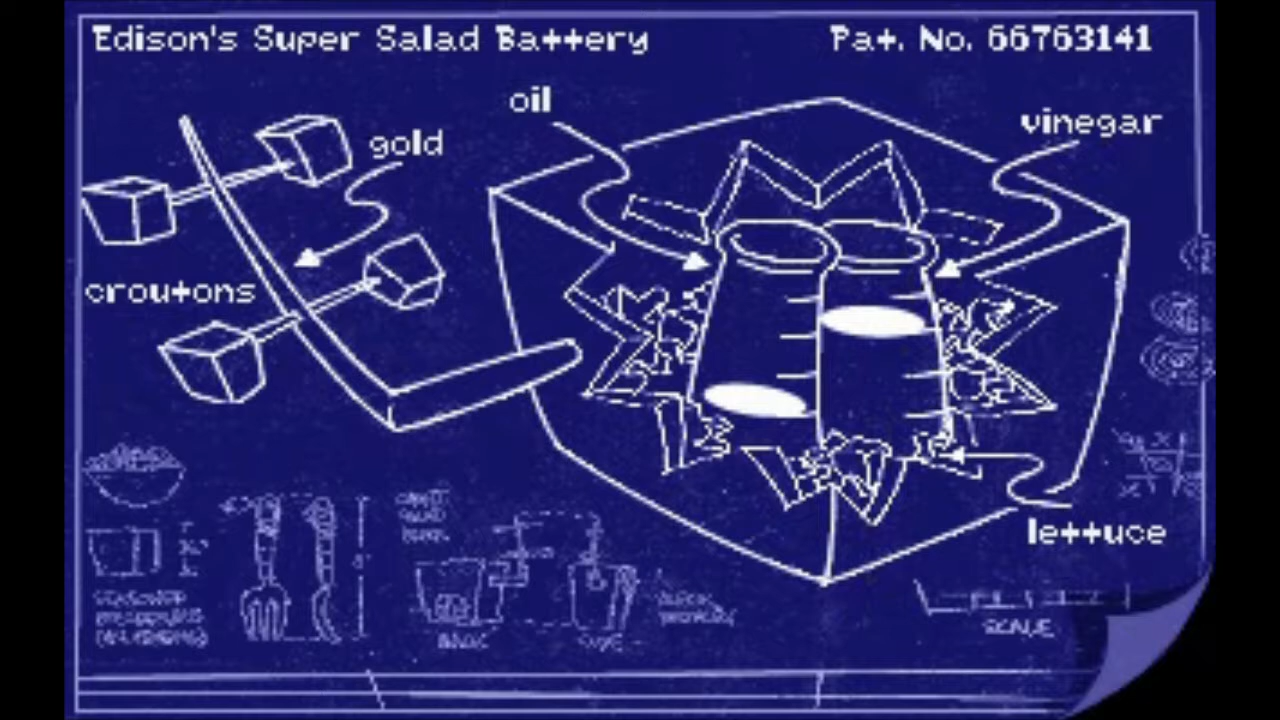 Edison's Super Salad Battery
Pat. No. 66763141
oil
vinegar
gold
croutons
lettuce
SCALE